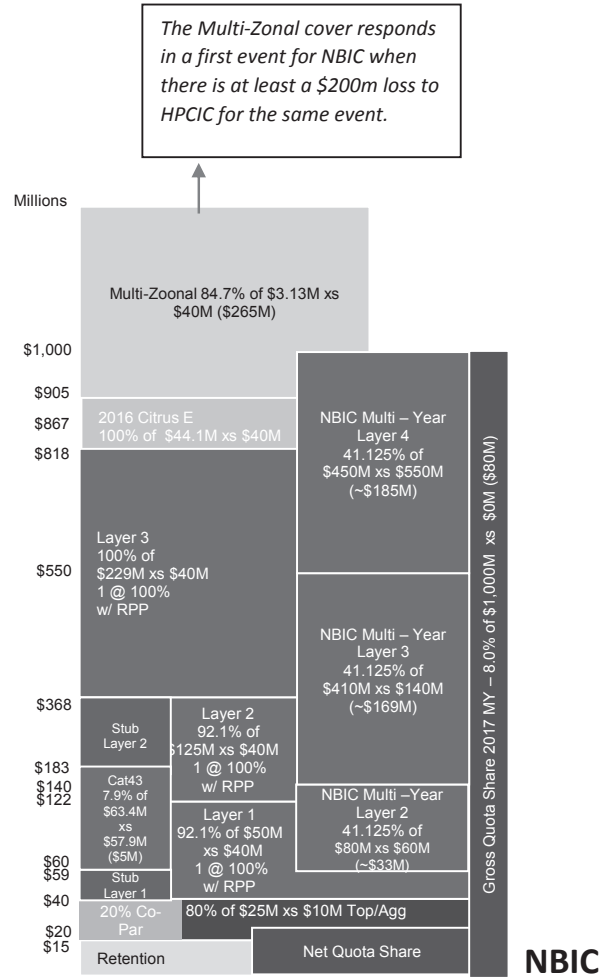 The Multi-Zonal cover responds
in a first event for NBIC when
there is at least a $200m loss to
HPCIC for the same event.
Millions
Multi-Zoonal 84.7% of $3.13M xs
$40M ($265M)
$1,000
$905
$867
$818
$550
$368
$183
$140
$122
$60
$59
$40
$20
$15
2016 Citrus E
100% of $44.1M xs $40M
Layer 3
100% of
$229M xs $40M
1 @ 100%
w/ RPP
Stub
Layer 2
Layer 2
92.1% of
$125M xs $40M
1 @ 100%
w/ RPP
Cat43
7.9% of
$63.4M
xs
$57.9M
($5M)
Layer 1
92.1% of $50M
xs $40M
1 @ 100%
w/ RPP
Stub
Layer 1
20% Co-
Par
80% of $25M xs $10M Top/Agg
Retention
Net Quota Share
NBIC Multi – Year
Layer 4
41.125% of
$450M xs $550M
(~$185M)
NBIC Multi – Year
Layer 3
41.125% of
$410M xs $140M
(~$169M)
NBIC Multi –Year
Layer 2
41.125% of
$80M xs $60M
(~$33M)
Gross Quota Share 2017 MY – 8.0% of $1,000M xs $0M ($80M)
NBIC